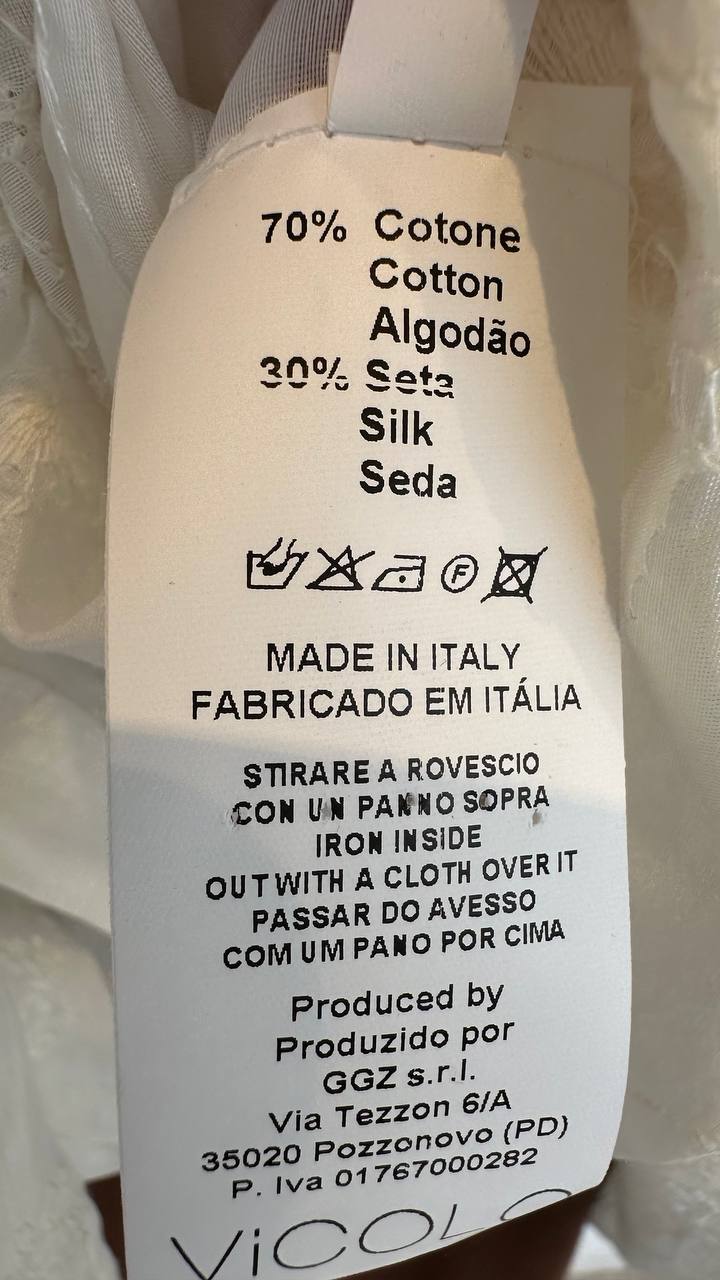 70% Cotone
Cotton
Algodão
30% Seta
Silk
Seda
F
MADE IN ITALY
FABRICADO EM ITÁLIA
STIRARE A ROVESCIO
CON UN PANNO SOPRA
IRON INSIDE
OUT WITH A CLOTH OVER IT
PASSAR DO AVESSO
COM UM PANO POR CIMA
Produced by
Produzido por
GGZ s.r.l.
Via Tezzon 6/A
35020 Pozzonovo (PD)
P. Iva 01767000282
ViCOLO